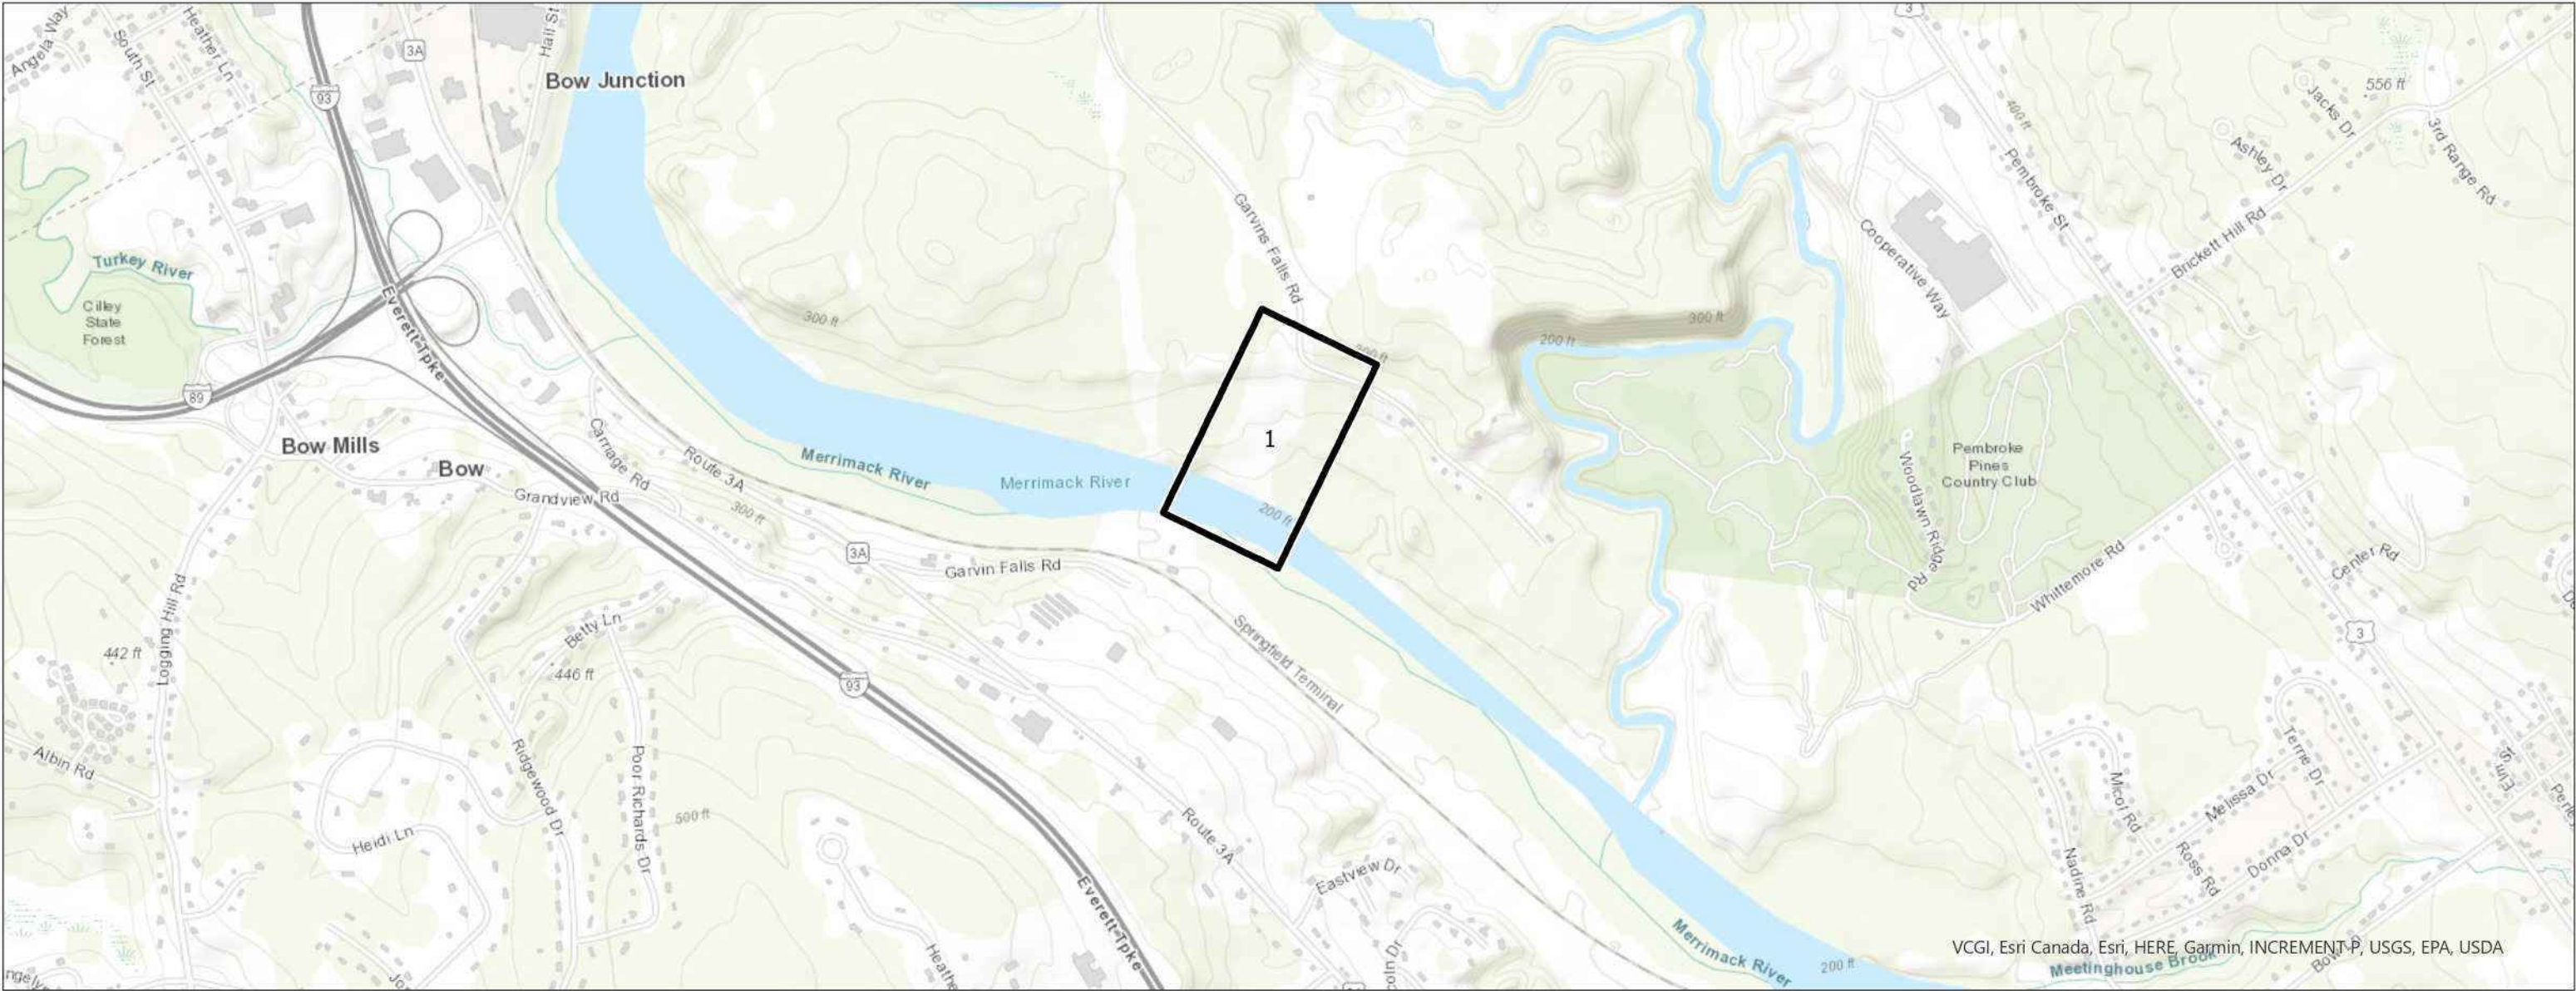 Angela Way
South St
Heather Ln
3A
Hall St
3
Bow Junction
93
556 ft
Jacks Dr
400 ft
Ashley Dr
3rd Range Rd
Pembroke St
Garvins Falls Rd
Cooperative Way
Brickett Hill Rd
Turkey River
Cilley
State
Forest
Everett Tpke
300 ft
300 ft
200 ft
89
1
Bow Mills
Bow
Carriage Rd
Route 3A
Merrimack River
Merrimack River
200 ft
Pembroke
Pines
Country Club
Woodlawn Ridge Rd
Grandview Rd
300 ft
3A
Garvin Falls Rd
Whittemore Rd
Center Rd
Logging Hill Rd
Betty Ln
442 ft
446 ft
93
Springfield Terminal
3
Albin Rd
Ridgewood Dr
Poor Richards Dr
500 ft
Heidi Ln
Route 3A
Eastview Dr
Terrie Dr
Elm St
Micol Rd
Melissa Dr
Ross Rd
Donna Dr
Nadine Rd
Everett Tpke
Heathe
Merrimack River
200 ft
VCGI, Esri Canada, Esri, HERE, Garmin, INCREMENT P, USGS, EPA, USDA
Meetinghouse Brook